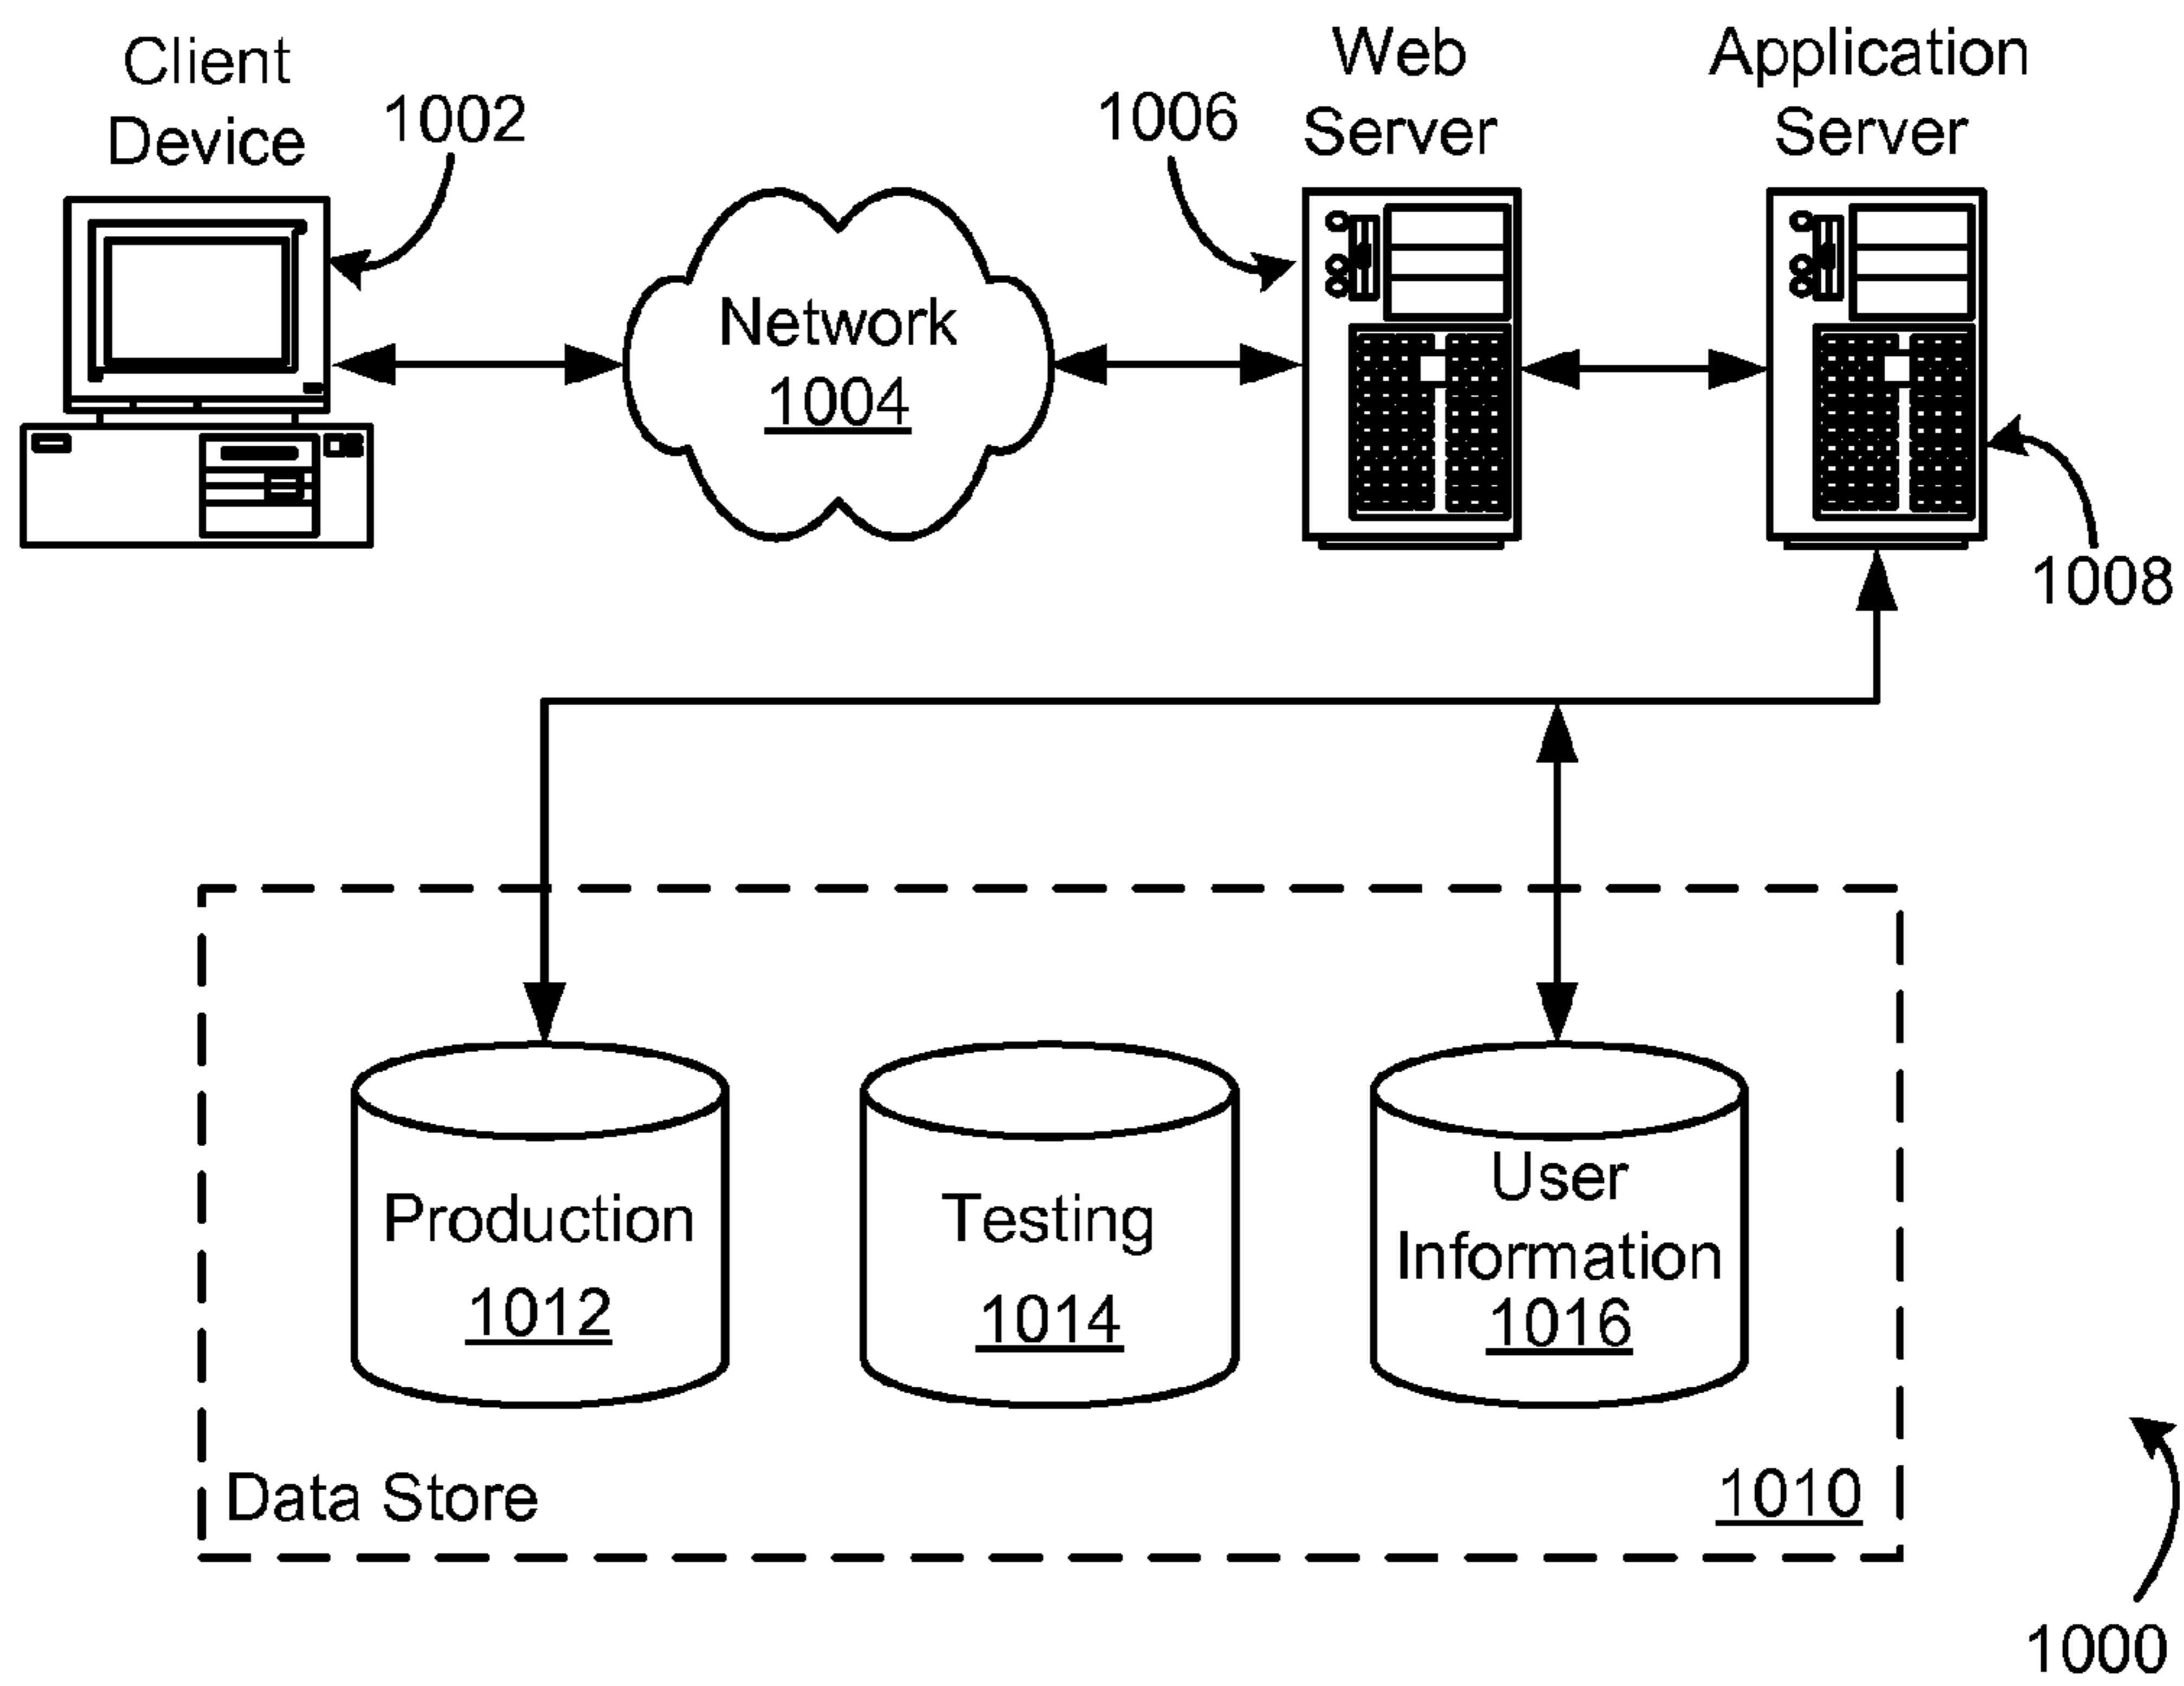 Client
Device
1002
1006
Web
Server
Application
Server
Network
1004
1008
Production
1012
Testing
1014
User
Information
1016
Data Store
1010
1000